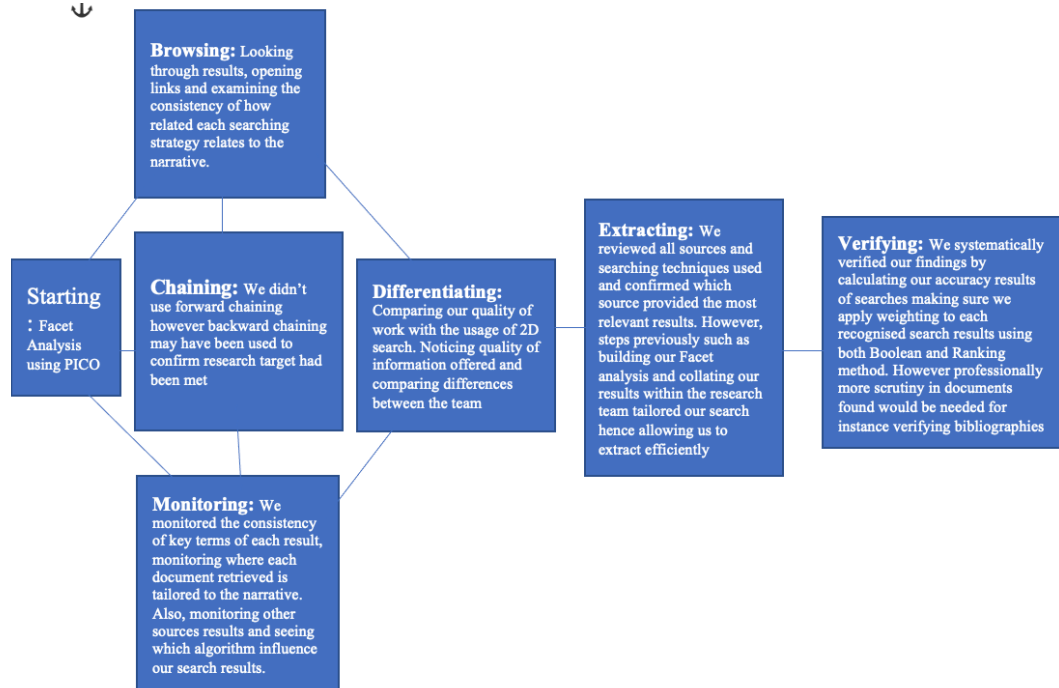 Browsing: Looking
through results, opening
links and examining the
consistency of how
related each searching
strategy relates to the
narrative.
Starting
: Facet
Analysis
using PICO
Chaining: We didn't
use forward chaining
however backward chaining
may have been used to
confirm research target had
been met
Monitoring: We
monitored the consistency
of key terms of each result,
monitoring where each
document retrieved is
tailored to the narrative.
Also, monitoring other
sources results and seeing
which algorithm influence
our search results.
Differentiating:
Comparing our quality of
work with the usage of 2D
search. Noticing quality of
information offered and
comparing differences
between the team
Extracting: We
reviewed all sources and
searching techniques used
and confirmed which
source provided the most
relevant results. However,
steps previously such as
building our Facet
analysis and collating our
results within the research
team tailored our search
hence allowing us to
extract efficiently
Verifying: We systematically
verified our findings by
calculating our accuracy results
of searches making sure we
apply weighting to each
recognised search results using
both Boolean and Ranking
method. However professionally
more scrutiny in documents
found would be needed for
instance verifying bibliographies